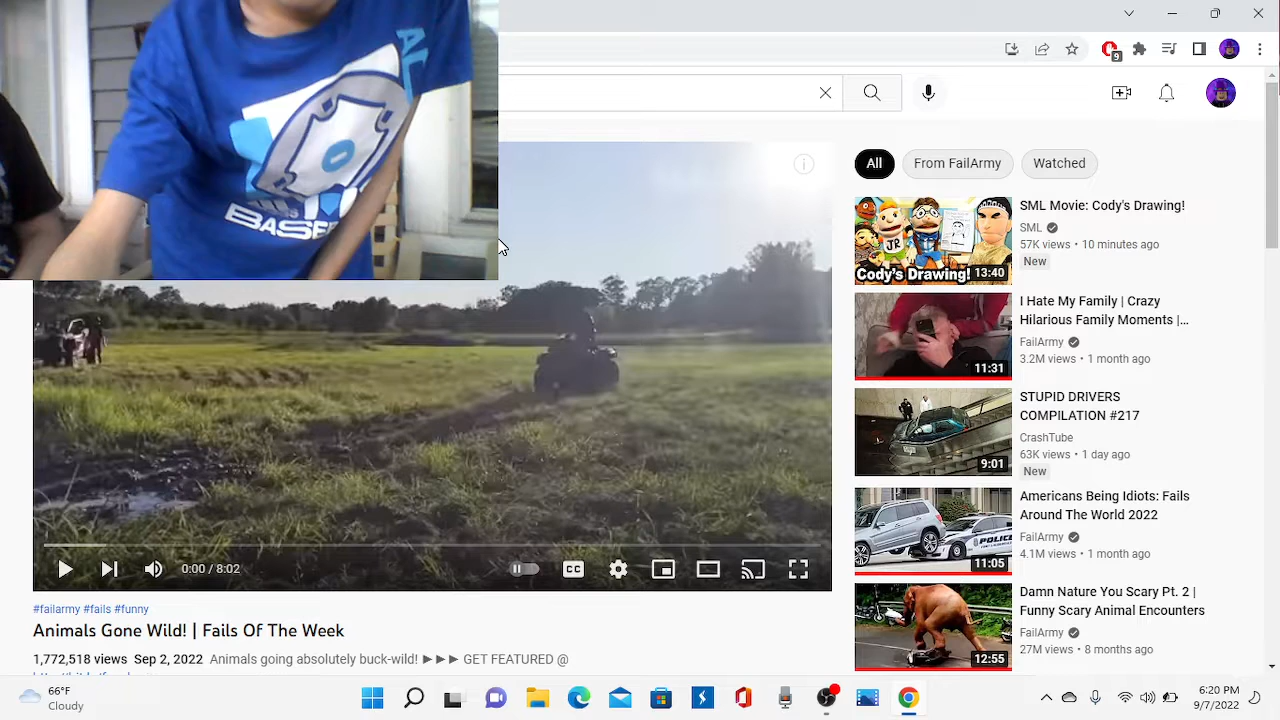 9
AL
BASE
All
From FailArmy
Watched
SML Movie: Cody's Drawing!
SML
57K views • 10 minutes ago
New
JR
Cody's Drawing!
13:40
I Hate My Family | Crazy
Hilarious Family Moments |...
FailArmy
3.2M views • 1 month ago
11:31
STUPID DRIVERS
COMPILATION #217
CrashTube
63K views • 1 day ago
New
9:01
Americans Being Idiots: Fails
Around The World 2022
FailArmy
4.1M views • 1 month ago
POLICE
11:05
Damn Nature You Scary Pt. 2 |
Funny Scary Animal Encounters
FailArmy
27M views • 8 months ago
12:55
0:00 / 8:02
CC
#failarmy #fails #funny
Animals Gone Wild! | Fails Of The Week
1,772,518 views Sep 2, 2022 Animals going absolutely buck-wild! ►►► GET FEATURED @
66°F
Cloudy
6:20 PM
9/7/2022